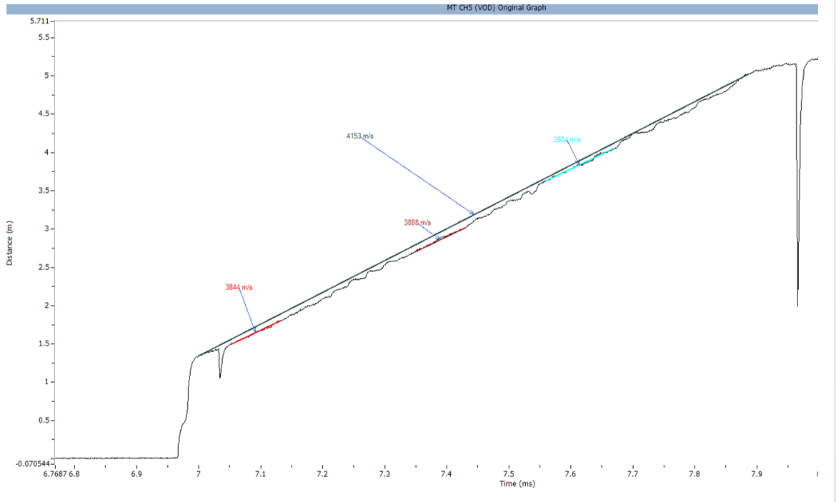 MT CH5 (VOD) Original Graph
5.711
5.5
5
4.5
4
3.5
3
2.5
2
1.5
1
0.5
-0.070544
Distance (m)
4153 m/s
3864 m/s
3888 m/s
3844 m/s
6.7687 6.8 6.9 7 7.1 7.2 7.3 7.4 7.5 7.6 7.7 7.8 7.9
Time (ms)